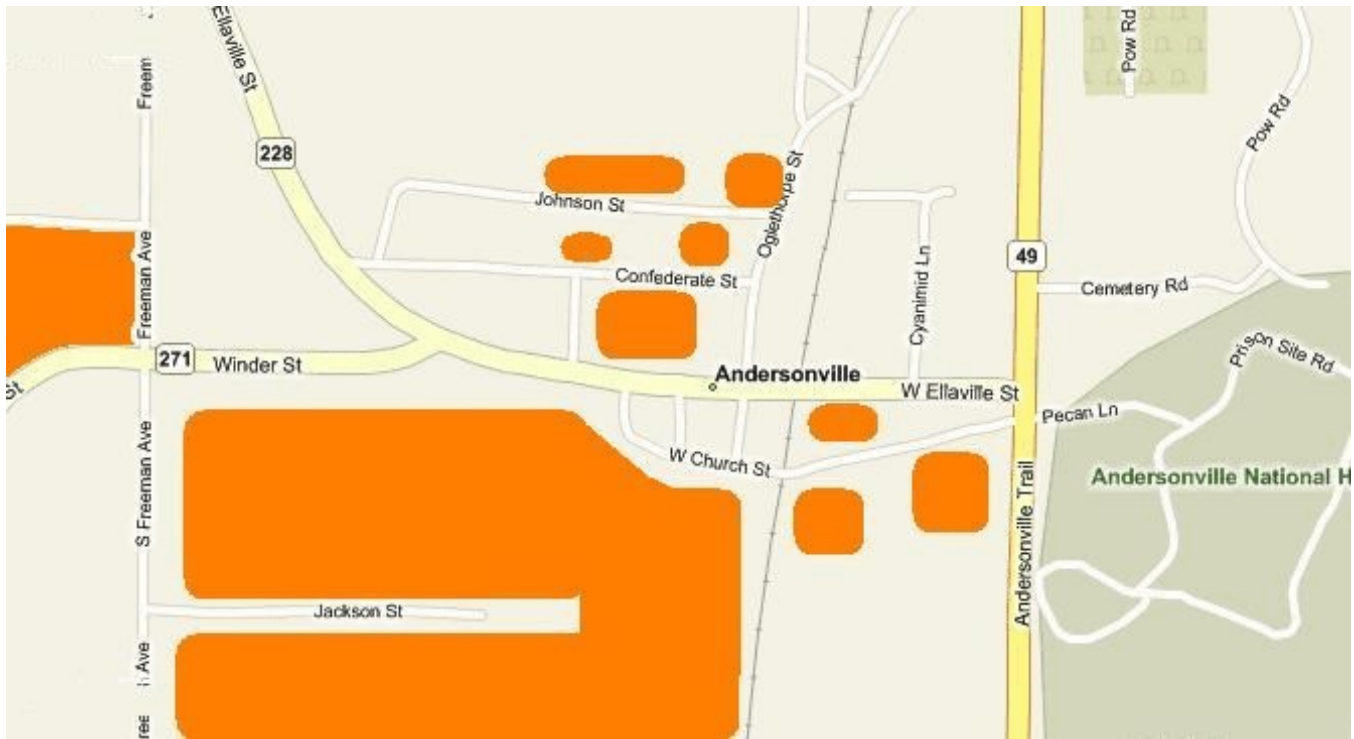 Ellaville St
Freem
Pow Rd
Pow Rd
228
Johnson St
Oglethorpe St
49
Freeman Ave
Confederate St
Cyanimid Ln
Cemetery Rd
271
Winder St
Andersonville
W Ellaville St
Prison Site Rd
St
Pecan Ln
S Freeman Ave
W Church St
Andersonville National H
Andersonville Trail
Jackson St
Ave
ree